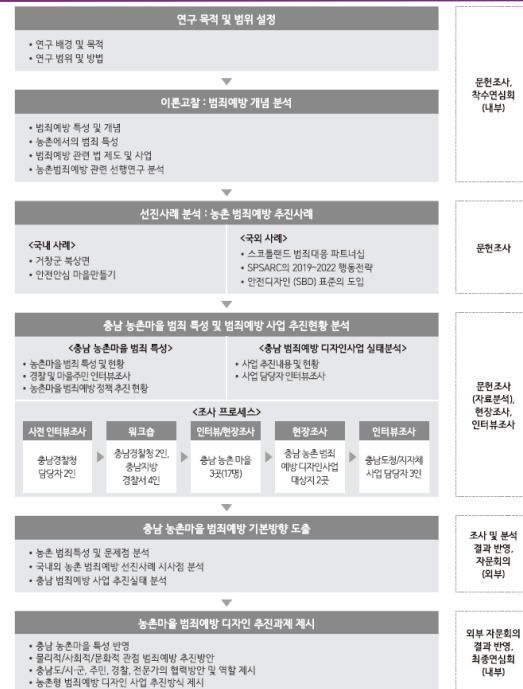 연구 목적 및 범위 설정
• 연구 배경 및 목적
• 연구 범위 및 방법
이론고찰 : 범죄예방 개념 분석
• 범죄예방 특성 및 개념
• 농촌에서의 범죄 특성
• 범죄예방 관련 법 제도 및 사업
• 농촌범죄예방 관련 선행연구 분석
문헌조사,
착수연심회
(내부)
선진사례 분석 : 농촌 범죄예방 추진사례
<국내 사례>
• 거창군 북상면
• 안전안심 마을만들기
<국외 사례>
• 스코틀랜드 범죄대응 파트너십
• SPSARC의 2019~2022 행동전략
• 안전디자인 (SBD) 표준의 도입
문헌조사
충남 농촌마을 범죄 특성 및 범죄예방 사업 추진현황 분석
<충남 농촌마을 범죄 특성>
• 농촌마을 범죄 특성 및 현황
• 경찰 및 마을주민 인터뷰조사
• 농촌마을 범죄예방 정책 추진 현황
<충남 범죄예방 디자인사업 실태분석>
• 사업 추진내용 및 현황
• 사업 담당자 인터뷰조사
<조사 프로세스>
사전 인터뷰조사
충남경찰청
담당자 2인
워크숍
충남경찰청 2인,
충남지방
경찰서 4인
인터뷰/현장조사
충남 농촌 마을
3곳(17명)
현장조사
충남 농촌 범죄
예방 디자인사업
대상지 2곳
인터뷰조사
충남도청/지자체
사업 담당자 3인
문헌조사
(자료분석),
현장조사,
인터뷰조사
충남 농촌마을 범죄예방 기본방향 도출
• 농촌 범죄특성 및 문제점 분석
• 국내외 농촌 범죄예방 선진사례 시사점 분석
• 충남 범죄예방 사업 추진실태 분석
조사 및 분석
결과 반영,
자문회의
(외부)
농촌마을 범죄예방 디자인 추진과제 제시
• 충남 농촌마을 특성 반영
• 물리적/사회적/문화적 관점 범죄예방 추진방안
• 충남도/시·군, 주민, 경찰, 전문가의 협력방안 및 역할 제시
• 농촌형 범죄예방 디자인 사업 추진방식 제시
외부 자문회의
결과 반영,
최종연심회
(내부)